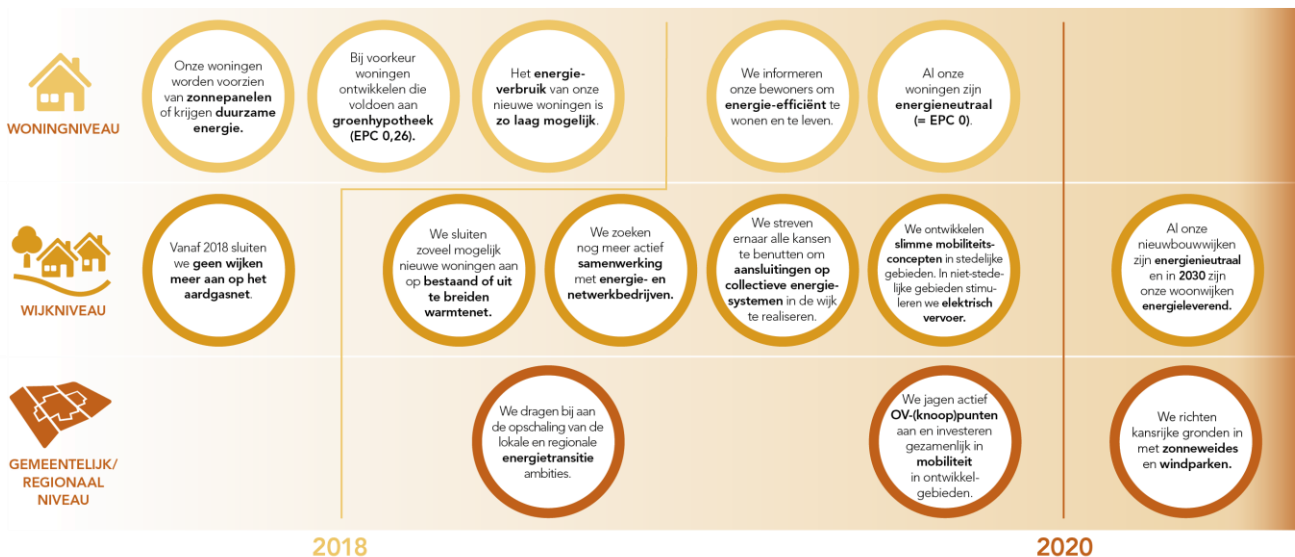 WONINGNIVEAU
Onze woningen
worden voorzien
van zonnepanelen
of krijgen duurzame
energie.
Bij voorkeur
woningen
ontwikkelen die
voldoen aan
groenhypotheek
(EPC 0,26).
Het energie-
verbruik van onze
nieuwe woningen is
zo laag mogelijk.
We informeren
onze bewoners om
energie-efficiënt te
wonen en te leven.
Al onze
woningen zijn
energieneutraal
(= EPC 0).
WIJKNIVEAU
Vanaf 2018 sluiten
we geen wijken
meer aan op het
aardgasnet.
We sluiten
zoveel mogelijk
nieuwe woningen aan
op bestaand of uit
te breiden
warmtenet.
We zoeken
nog meer actief
samenwerking
met energie- en
netwerkbedrijven.
We streven
ernaar alle kansen
te benutten om
aansluitingen op
collectieve energie-
systemen in de wijk
te realiseren.
We ontwikkelen
slimme mobiliteits-
concepten in stedelijke
gebieden. In niet-stede-
lijke gebieden stimu-
leren we elektrisch
vervoer.
Al onze
nieuwbouwwijken
zijn energienieutraal
en in 2030 zijn
onze woonwijken
energieleverend.
GEMEENTELIJK/
REGIONAAL
NIVEAU
We dragen bij aan
de opschaling van de
lokale en regionale
energietransitie
ambities.
We jagen actief
OV-(knoop)punten
aan en investeren
gezamenlijk in
mobiliteit
in ontwikkel-
gebieden.
We richten
kansrijke gronden in
met zonneweides
en windparken.
2018
2020